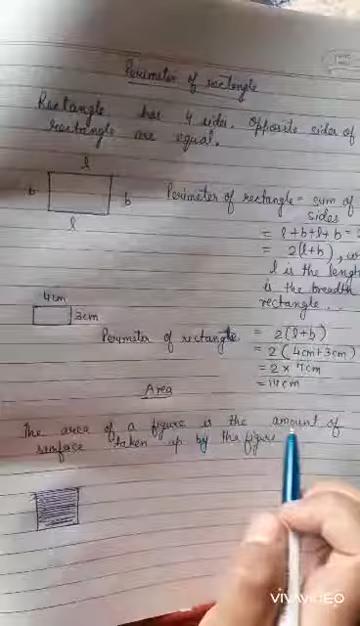 Perimeter of rectangle
Rectangle has 4 sides. Opposite sides of
rectangle are equal.
l
b
b
l
Perimeter of rectangle = sum of
sides
= l+b+l+b =
= 2(l+b),
l is the
is the breadth
rectangle
4cm
3cm
Perimeter of rectangle = 2(l+b)
= 2(4cm+3cm)
= 2 × 7cm
= 14cm
Area
The area of a figure is the amount of
surface taken up by the figure
VIVAVIDEO